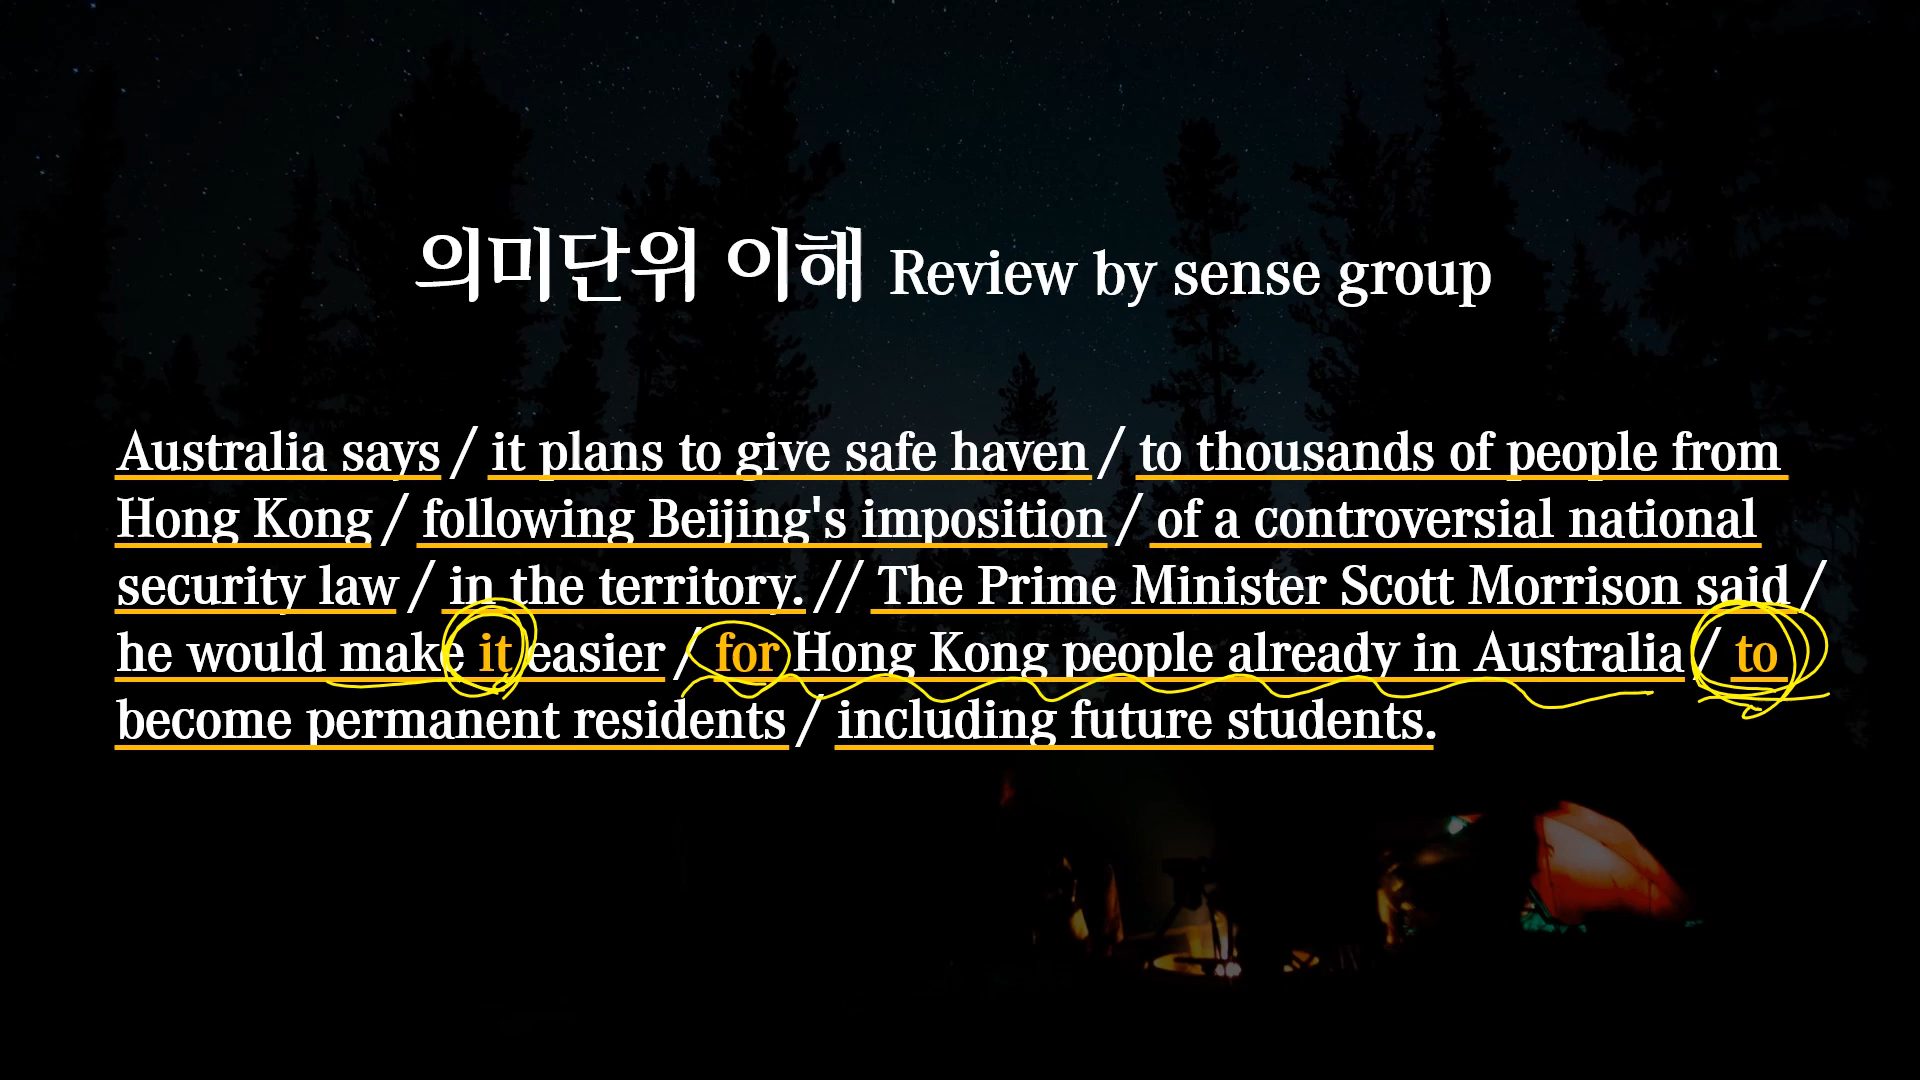 의미단위 이해 Review by sense group
Australia says / it plans to give safe haven / to thousands of people from
Hong Kong / following Beijing's imposition / of a controversial national
security law / in the territory. // The Prime Minister Scott Morrison said /
he would make it easier / for Hong Kong people already in Australia / to
become permanent residents / including future students.